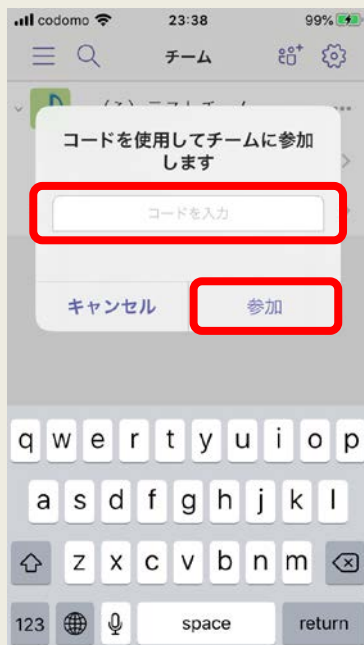 codomo 23:38 99%
チーム
コードを使用してチームに参加
します
コードを入力
キャンセル 参加
q w e r t y u i o p
a s d f g h j k l
z x c v b n m
123 space return